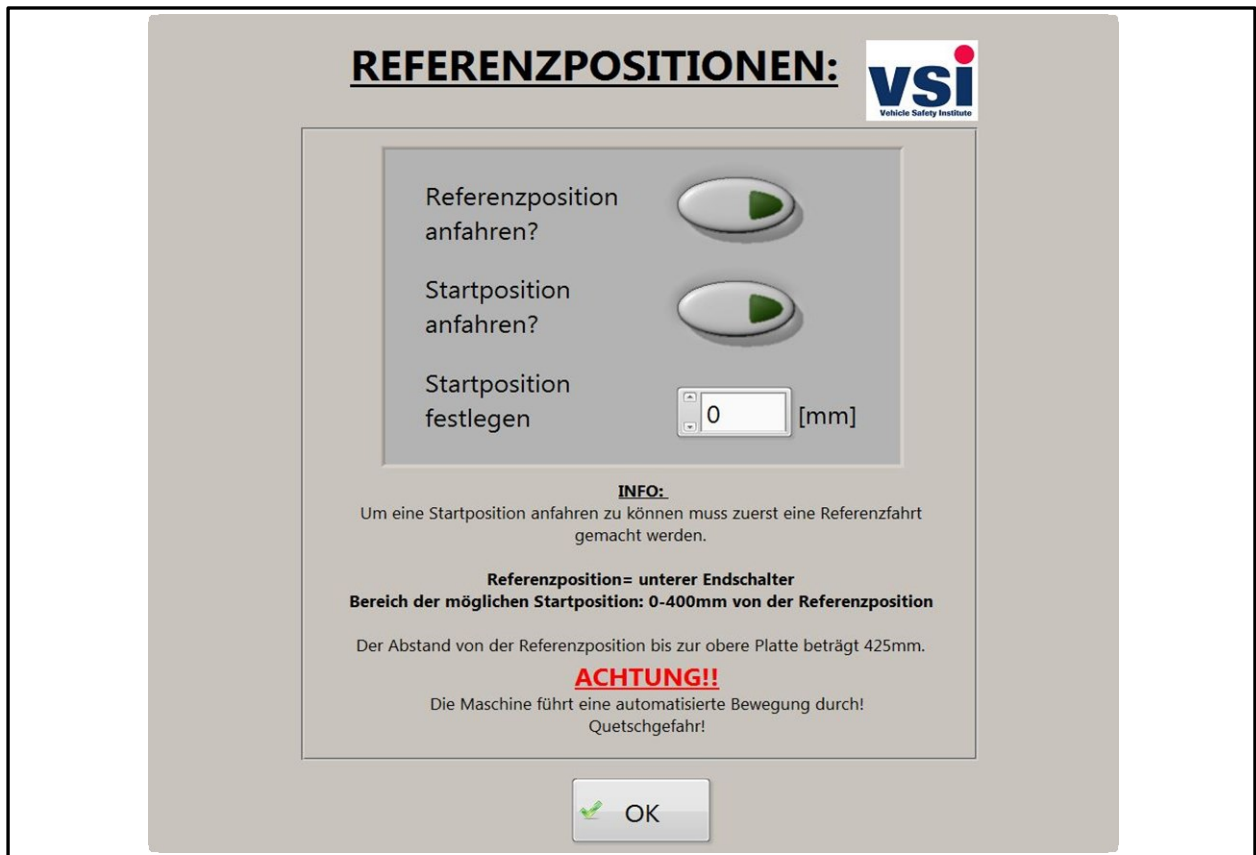 REFERENZPOSITIONEN:
vsi
Vehicle Safety Institute
Referenzposition
anfahren?
Startposition
anfahren?
Startposition
festlegen
0 [mm]
INFO:
Um eine Startposition anfahren zu können muss zuerst eine Referenzfahrt
gemacht werden.
Referenzposition= unterer Endschalter
Bereich der möglichen Startposition: 0-400mm von der Referenzposition
Der Abstand von der Referenzposition bis zur obere Platte beträgt 425mm.
ACHTUNG!!
Die Maschine führt eine automatisierte Bewegung durch!
Quetschgefahr!
OK